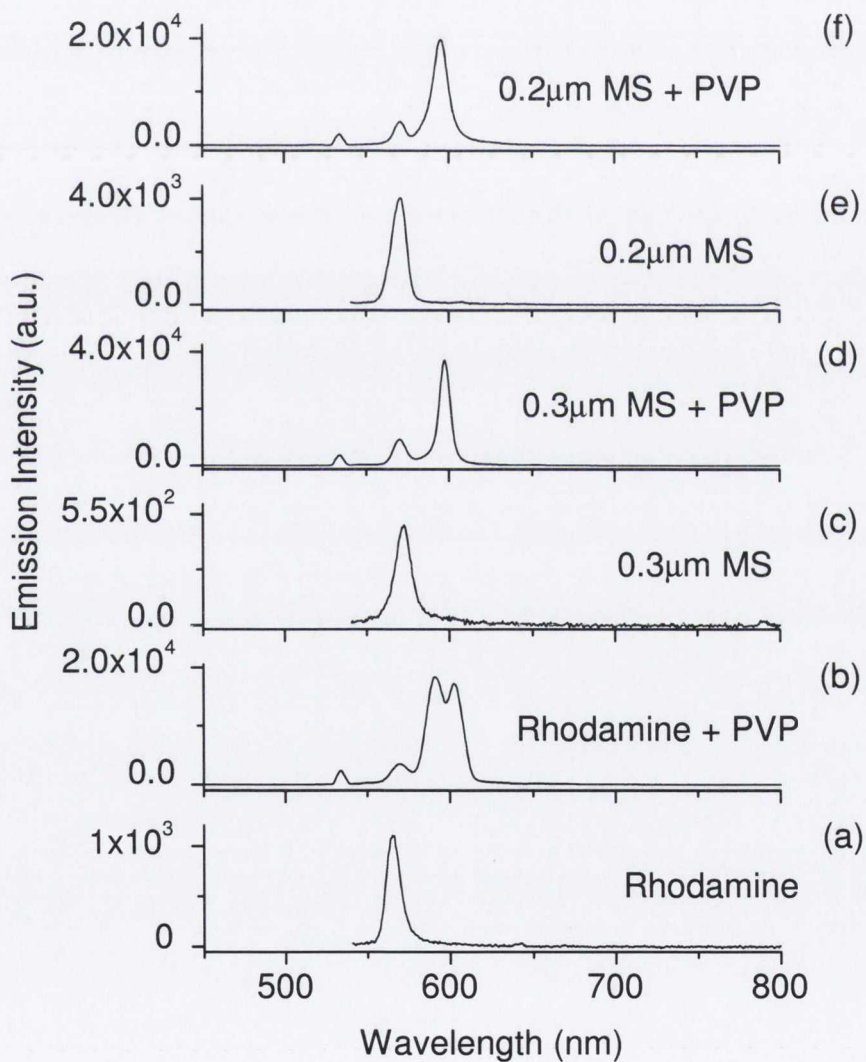 (f)
2.0x10⁴
0.2μm MS + PVP
0.0
(e)
4.0x10³
0.2μm MS
0.0
(d)
4.0x10⁴
0.3μm MS + PVP
0.0
(c)
5.5x10²
0.3μm MS
0.0
(b)
2.0x10⁴
Rhodamine + PVP
0.0
(a)
1x10³
Rhodamine
0
500 600 700 800
Wavelength (nm)
Emission Intensity (a.u.)